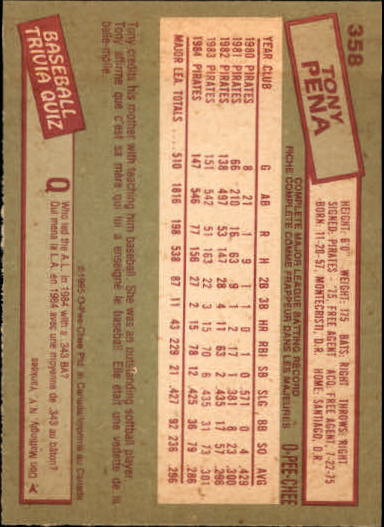 358
TONY
PENA
HEIGHT: 6'0" WEIGHT: 175 BATS: RIGHT THROWS: RIGHT
SIGNED: PIRATES - '75, FREE AGENT ACQ: FREE AGENT, 7-22-75
BORN: 11-20-57, MONTECRISTI, D.R. HOME: SANTIAGO, D.R.
COMPLETE MAJOR LEAGUE BATTING RECORD
FICHE COMPLÈTE COMME FRAPPEUR DANS LES MAJEURES
O-PEE-CHEE
YEAR CLUB G AB R H 2B 3B HR RBI SB SLG. BB SO AVG
1980 PIRATES 8 21 1 9 1 1 0 1 0 .571 0 4 .429
1981 PIRATES 66 210 16 63 9 1 2 17 1 .381 8 23 .300
1982 PIRATES 138 497 53 147 28 4 11 63 2 .435 17 57 .296
1983 PIRATES 151 542 51 163 22 3 15 70 6 .435 31 73 .301
1984 PIRATES 147 546 77 156 27 2 15 78 12 .425 36 79 .286
MAJOR LEA. TOTALS 510 1816 198 538 87 11 43 229 21 .427 92 236 .296
Tony credits his mother with teaching him baseball. She was an outstanding softball player.
Tony affirme que c'est sa mère qui lui a enseigné le baseball. Elle était une vedette de la
balle-molle.
©1985 O-Pee-Chee Ptd. in Canada/Imprimé au Canada
BASEBALL
TRIVIA QUIZ
Q Who led the A.L. in 1984 with a .343 BA?
Qui mena la L.A. en 1984 avec une moyenne de .343 au bâton?
A Don Mattingly, N.Y. Yankees